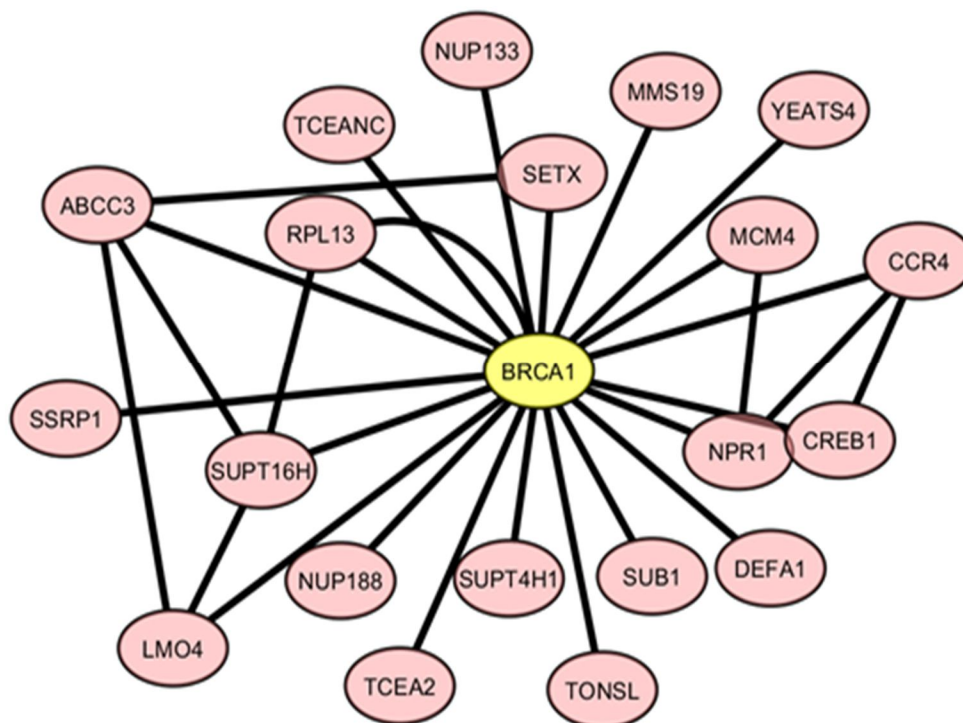 NUP133
MMS19
YEATS4
TCEANC
SETX
ABCC3
RPL13
MCM4
CCR4
BRCA1
SSRP1
SUPT16H
NPR1
CREB1
NUP188
SUPT4H1
SUB1
DEFA1
LMO4
TCEA2
TONSL